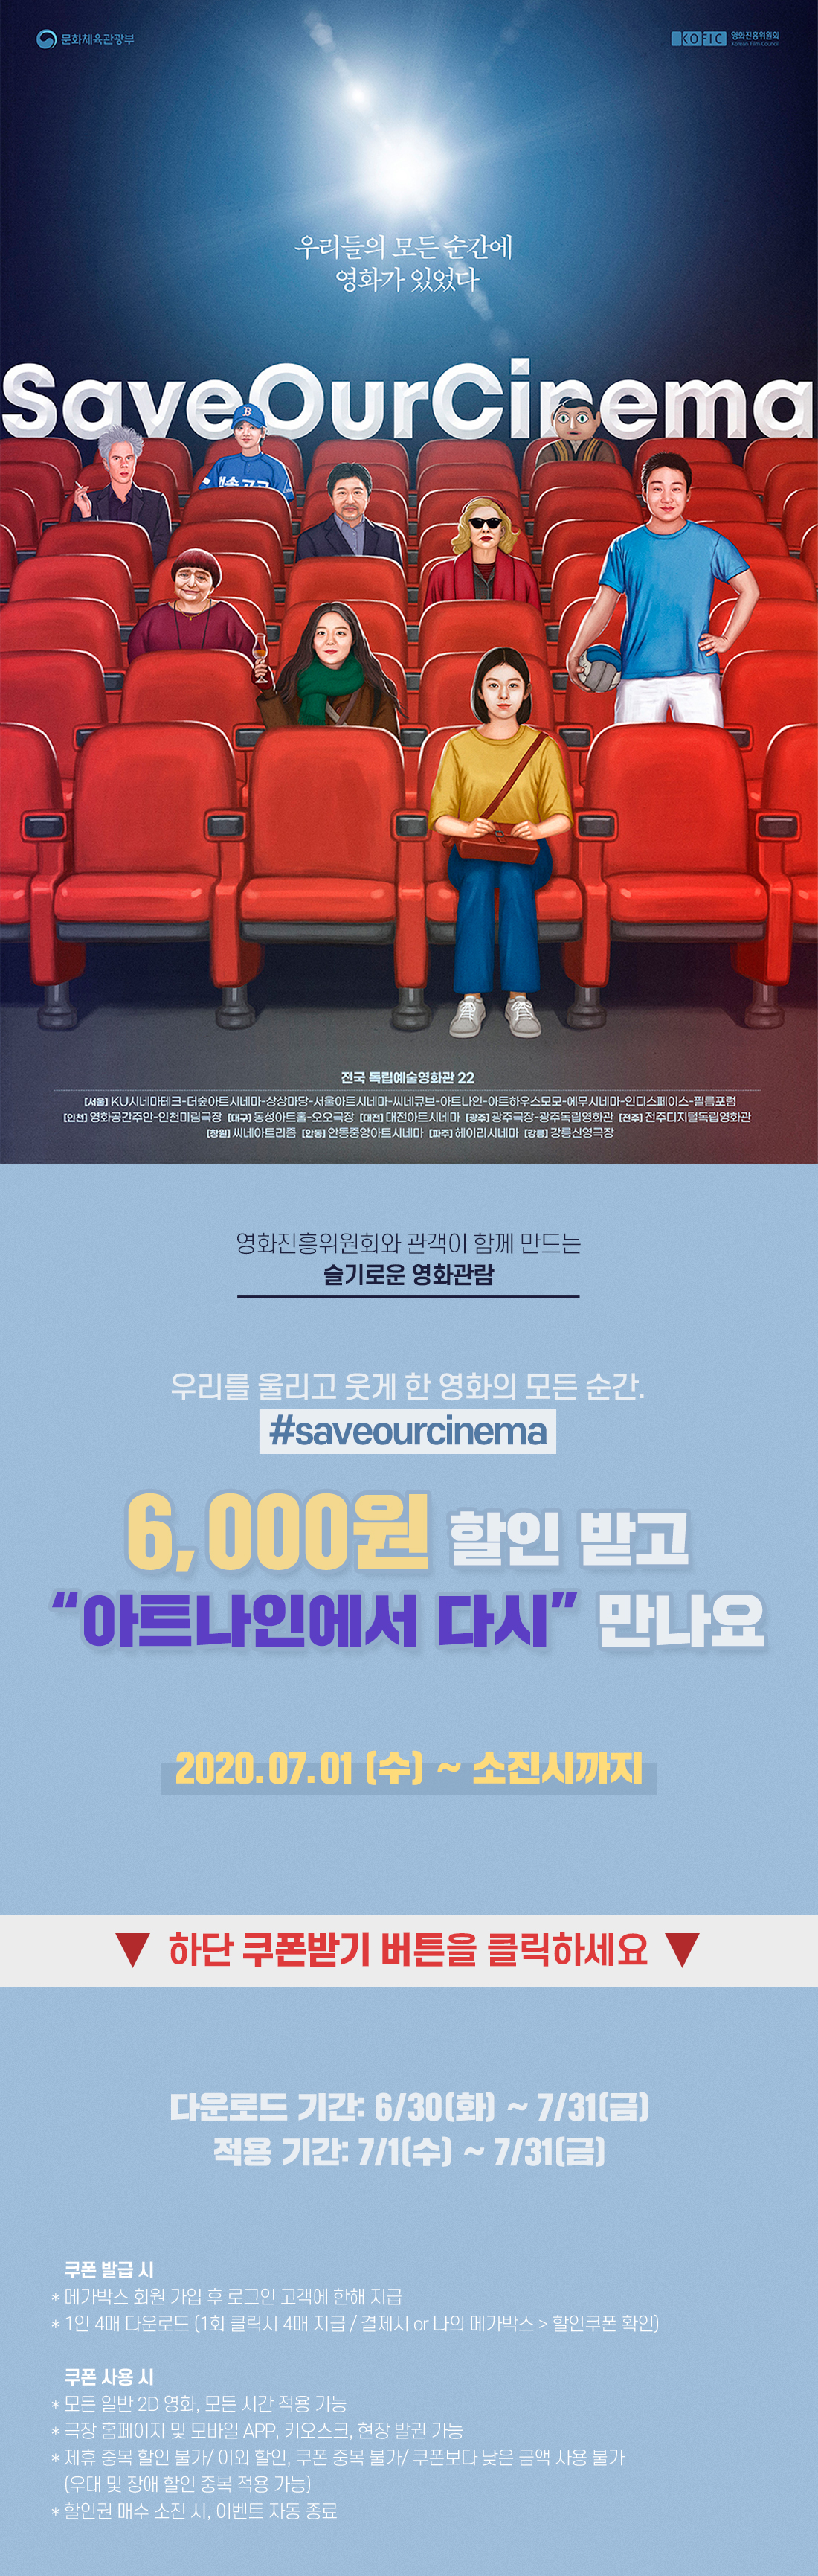 문화체육관광부
KOFIC 영화진흥위원회
Korean Film Council
우리들의 모든 순간에
영화가 있었다
SaveOurCinema
B
전국 독립예술영화관 22
[서울] KU시네마테크-더숲아트시네마-상상마당-서울아트시네마-씨네큐브-아트나인-아트하우스모모-에무시네마-인디스페이스-필름포럼
[인천] 영화공간주안-인천미림극장 [대구] 동성아트홀-오오극장 [대전] 대전아트시네마 [광주] 광주극장-광주독립영화관 [전주] 전주디지털독립영화관
[창원] 씨네아트리좀 [안동] 안동중앙아트시네마 [파주] 헤이리시네마 [강릉] 강릉신영극장
영화진흥위원회와 관객이 함께 만드는
슬기로운 영화관람
우리를 울리고 웃게 한 영화의 모든 순간.
#saveourcinema
6,000원 할인 받고
“아트나인에서 다시” 만나요
2020.07.01 (수) ~ 소진시까지
▼ 하단 쿠폰받기 버튼을 클릭하세요 ▼
다운로드 기간: 6/30(화) ~ 7/31(금)
적용 기간: 7/1(수) ~ 7/31(금)
쿠폰 발급 시
* 메가박스 회원 가입 후 로그인 고객에 한해 지급
* 1인 4매 다운로드 (1회 클릭시 4매 지급 / 결제시 or 나의 메가박스 > 할인쿠폰 확인)
쿠폰 사용 시
* 모든 일반 2D 영화, 모든 시간 적용 가능
* 극장 홈페이지 및 모바일 APP, 키오스크, 현장 발권 가능
* 제휴 중복 할인 불가/ 이외 할인, 쿠폰 중복 불가/ 쿠폰보다 낮은 금액 사용 불가
(우대 및 장애 할인 중복 적용 가능)
* 할인권 매수 소진 시, 이벤트 자동 종료